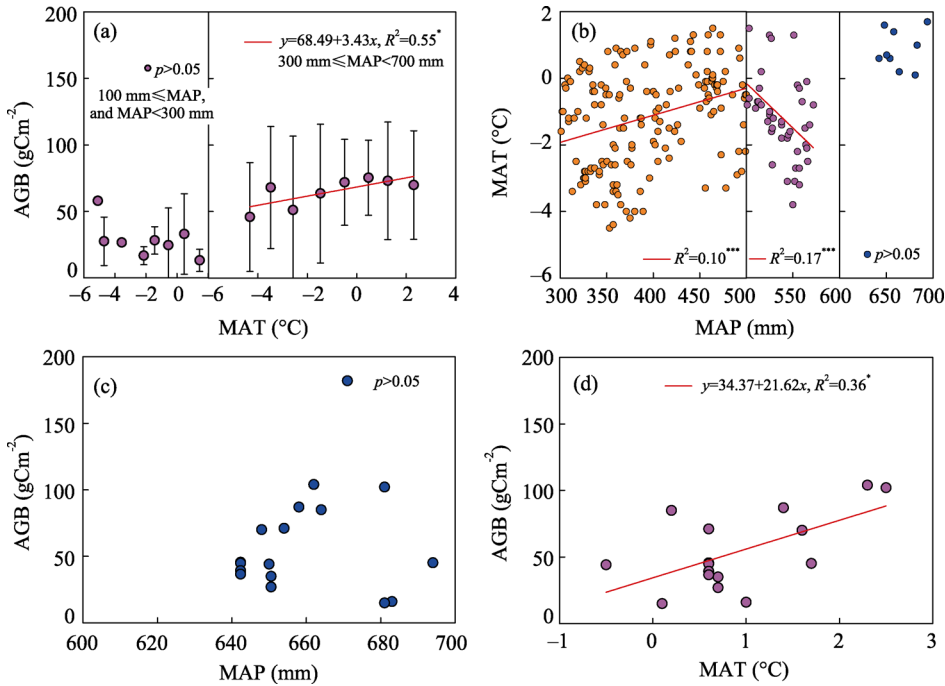 (a)
y=68.49+3.43x, R²=0.55*
300 mm≤MAP<700 mm
p>0.05
100 mm≤MAP,
and MAP<300 mm
200
150
100
50
0
AGB (gCm⁻²)
−6 −4 −2 0
−6 −4 −2 0 2 4
MAT (°C)
(b)
2
0
−2
−4
−6
MAT (°C)
R²=0.10***
R²=0.17***
p>0.05
300 350 400 450 500 550 600 650 700
MAP (mm)
(c)
p>0.05
200
150
100
50
0
AGB (gCm⁻²)
600 620 640 660 680 700
MAP (mm)
(d)
y=34.37+21.62x, R²=0.36*
200
150
100
50
0
AGB (gCm⁻²)
−1 0 1 2 3
MAT (°C)